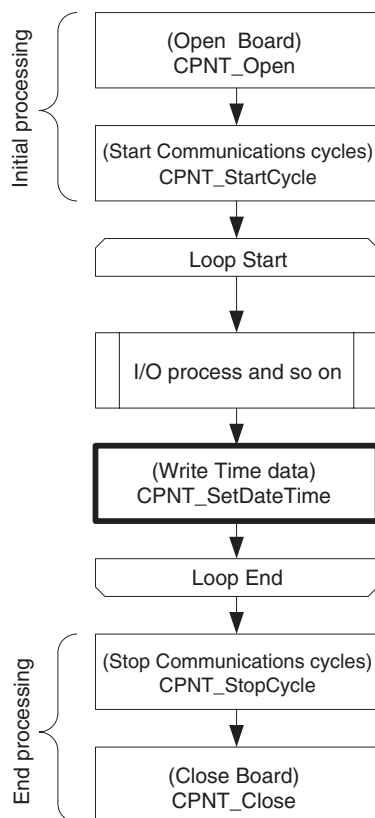 Initial processing
(Open Board)
CPNT_Open
(Start Communications cycles)
CPNT_StartCycle
Loop Start
I/O process and so on
(Write Time data)
CPNT_SetDateTime
Loop End
End processing
(Stop Communications cycles)
CPNT_StopCycle
(Close Board)
CPNT_Close